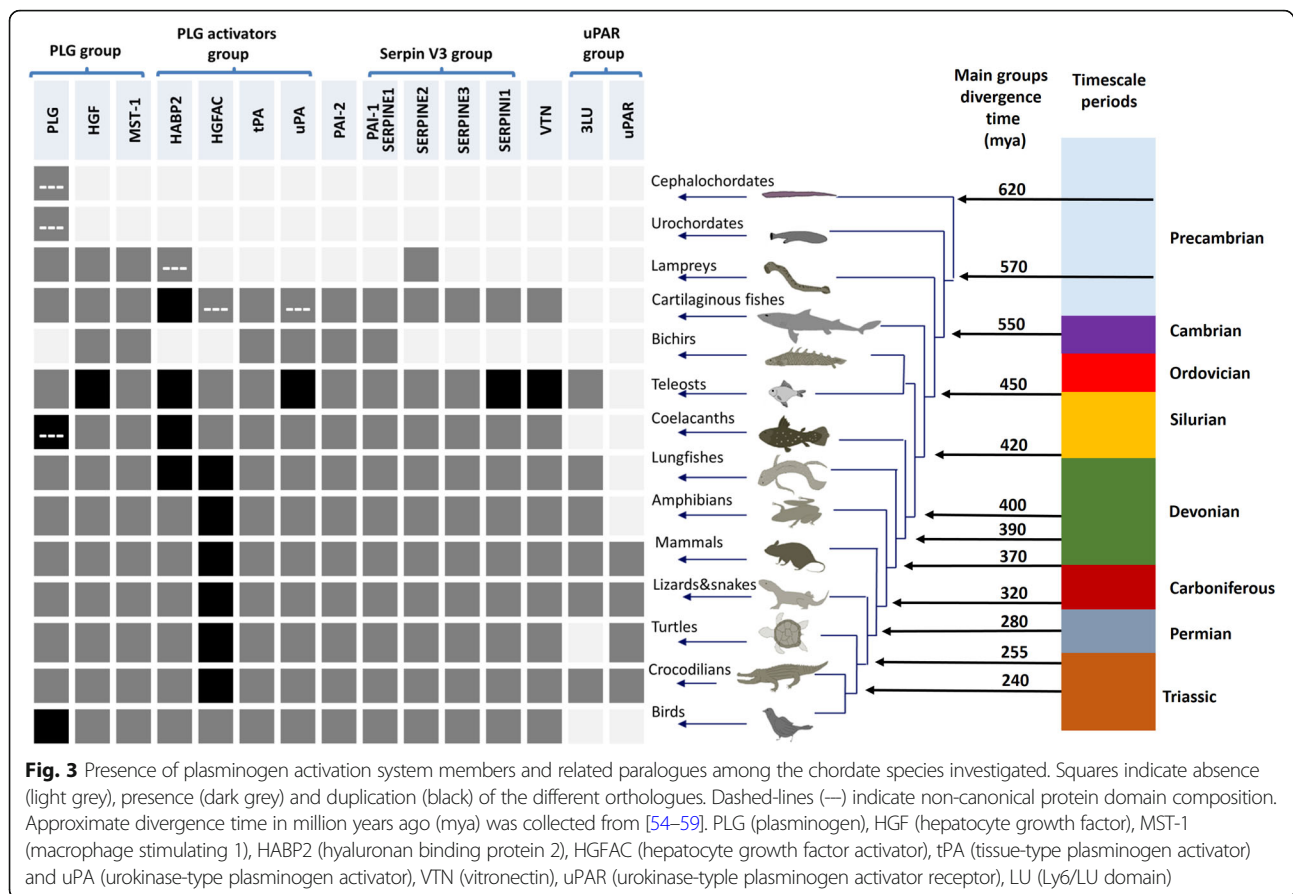 PLG group
PLG activators
group
Serpin V3 group
uPAR
group
PLG
HGF
MST-1
HABP2
HGFAC
tPA
uPA
PAI-2
PAI-1
SERPINE1
SERPINE2
SERPINE3
SERPINI1
VTN
3LU
uPAR
Main groups
divergence
time
(mya)
Timescale
periods
Cephalochordates
Urochordates
Lampreys
Cartilaginous fishes
Bichirs
Teleosts
Coelacanths
Lungfishes
Amphibians
Mammals
Lizards&snakes
Turtles
Crocodilians
Birds
620
570
550
450
420
400
390
370
320
280
255
240
Precambrian
Cambrian
Ordovician
Silurian
Devonian
Carboniferous
Permian
Triassic
Fig. 3 Presence of plasminogen activation system members and related paralogues among the chordate species investigated. Squares indicate absence
(light grey), presence (dark grey) and duplication (black) of the different orthologues. Dashed-lines (---) indicate non-canonical protein domain composition.
Approximate divergence time in million years ago (mya) was collected from [54–59]. PLG (plasminogen), HGF (hepatocyte growth factor), MST-1
(macrophage stimulating 1), HABP2 (hyaluronan binding protein 2), HGFAC (hepatocyte growth factor activator), tPA (tissue-type plasminogen activator)
and uPA (urokinase-type plasminogen activator), VTN (vitronectin), uPAR (urokinase-typle plasminogen activator receptor), LU (Ly6/LU domain)